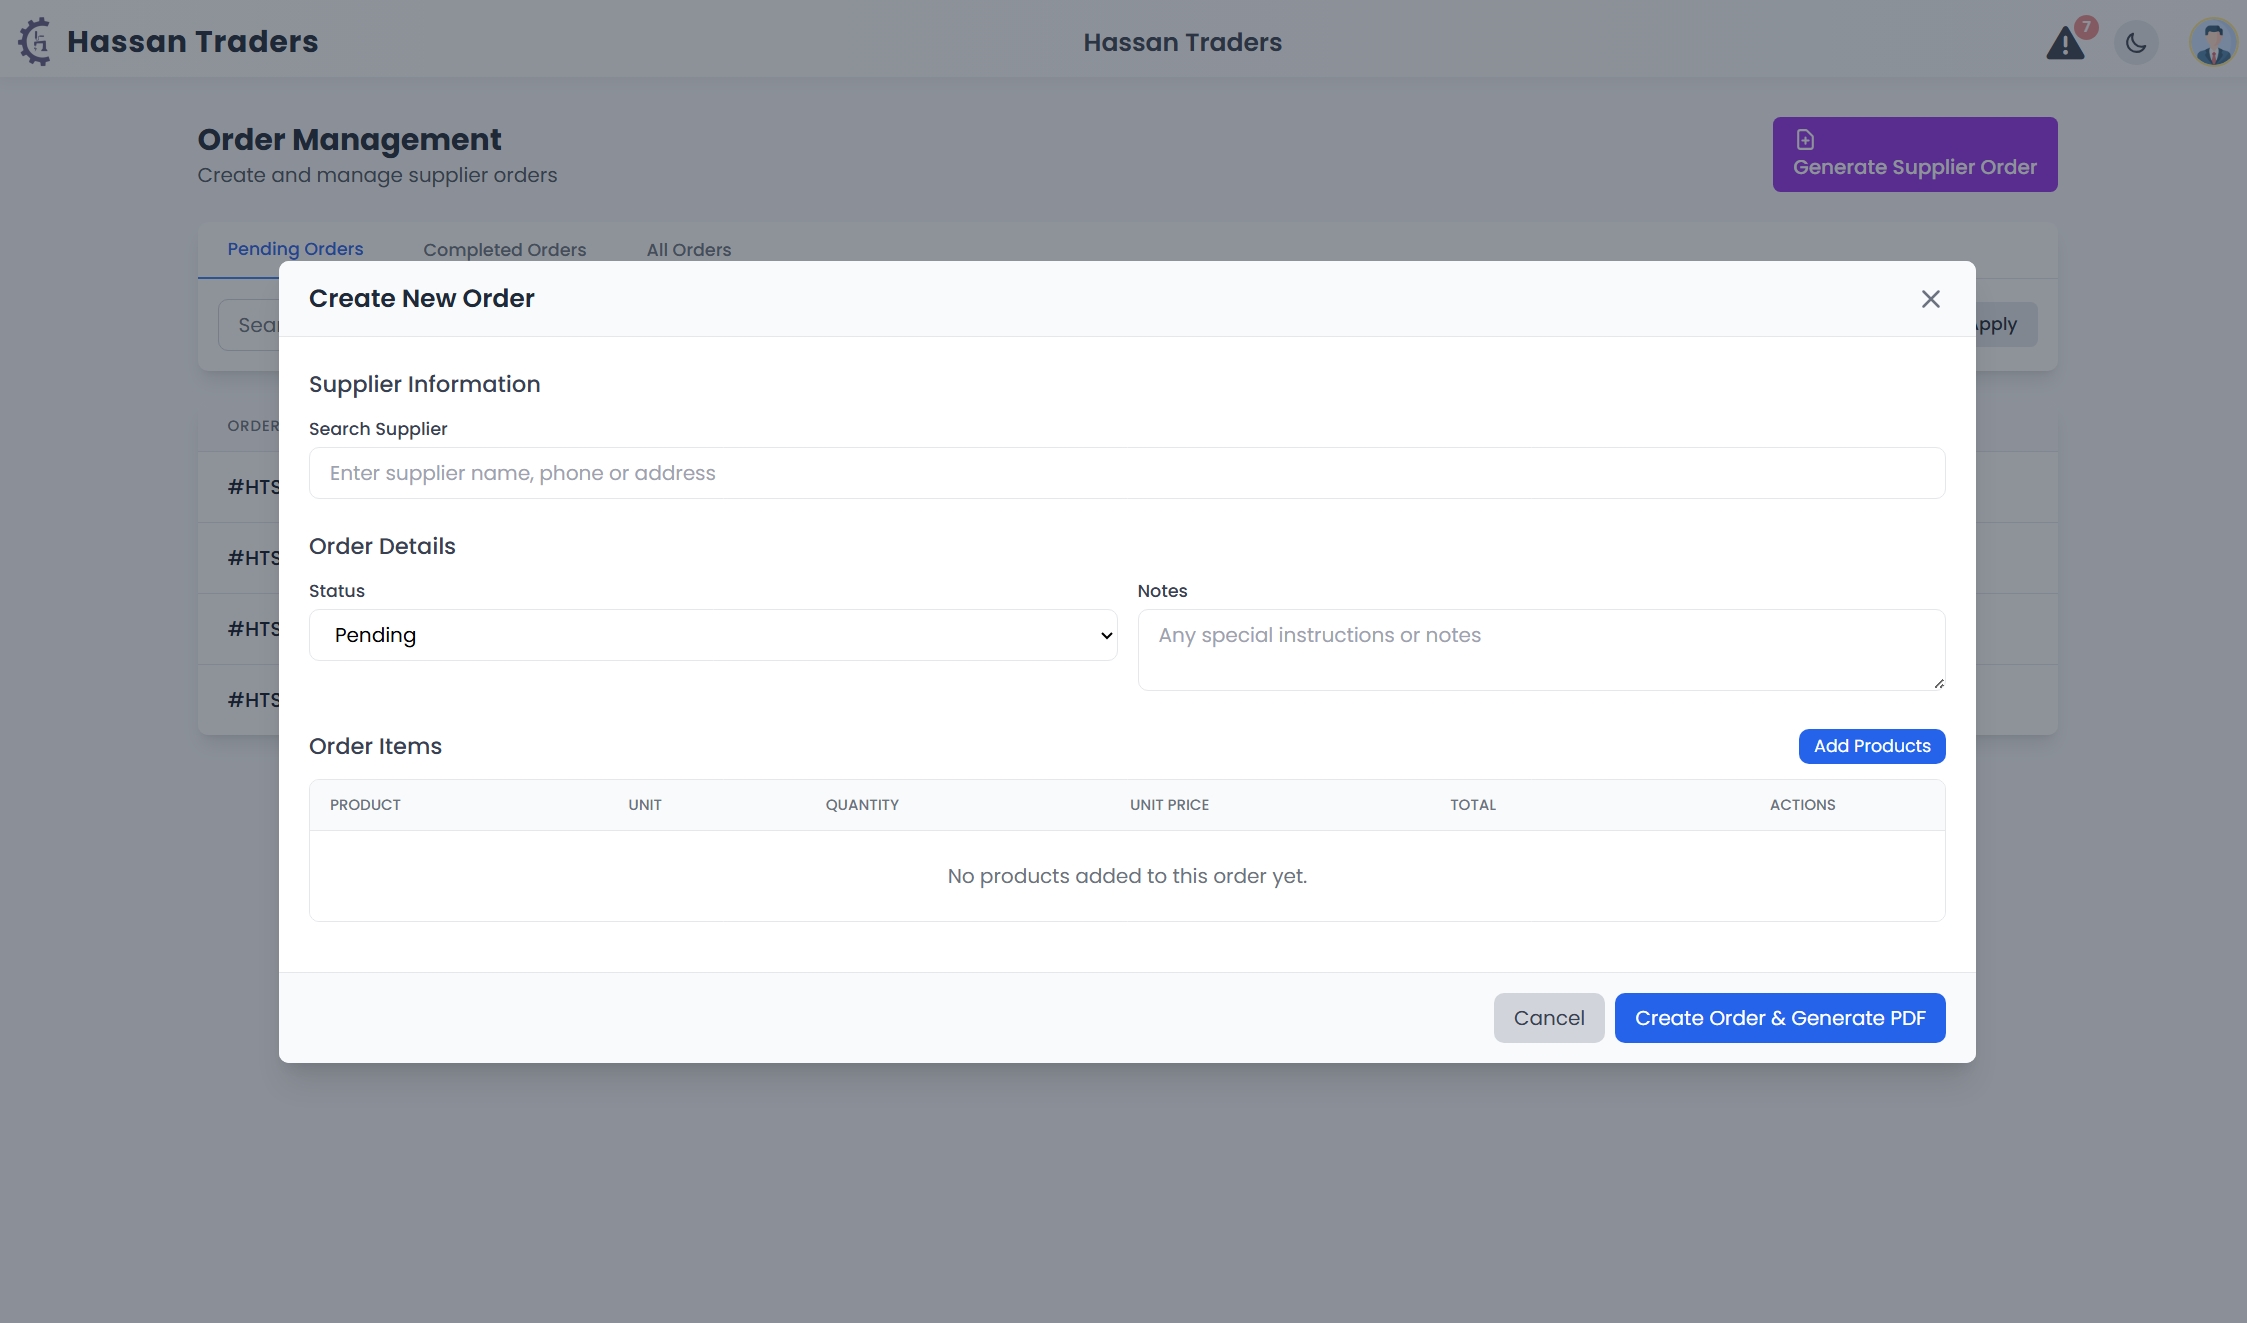 Hassan Traders
Hassan Traders
7
Order Management
Create and manage supplier orders
Generate Supplier Order
Pending Orders
Completed Orders
All Orders
Create New Order
Supplier Information
Search Supplier
Enter supplier name, phone or address
Order Details
Status
Notes
Pending
Any special instructions or notes
Order Items
Add Products
PRODUCT
UNIT
QUANTITY
UNIT PRICE
TOTAL
ACTIONS
No products added to this order yet.
Cancel
Create Order & Generate PDF
ORDER
#HTS
#HTS
#HTS
#HTS